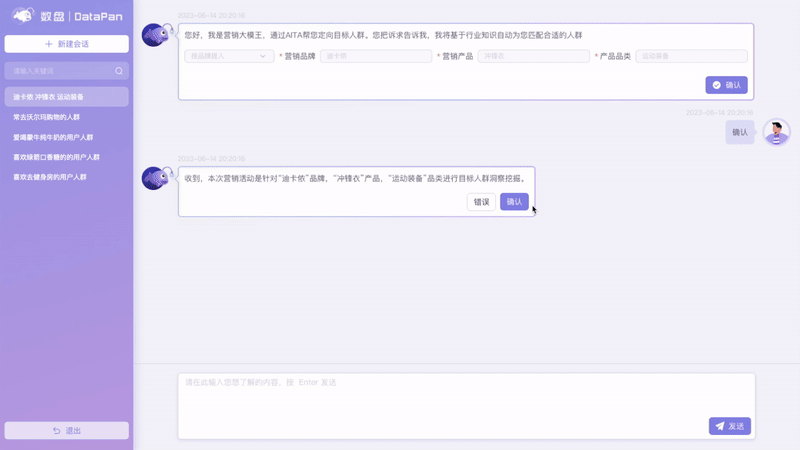 数盘 | DataPan
新建会话
请输入关键词
迪卡侬 冲锋衣 运动装备
常去沃尔玛购物的人群
爱喝蒙牛纯牛奶的用户人群
喜欢绿箭口香糖的的用户人群
喜欢去健身房的用户人群
退出
2023-06-14 20:20:16
您好，我是营销大模王，通过AITA帮您定向目标人群。您把诉求告诉我，我将基于行业知识自动为您匹配合适的人群
按品牌嵌入
* 营销品牌 迪卡侬
* 营销产品 冲锋衣
* 产品品类 运动装备
确认
2023-06-14 20:20:16
确认
2023-06-14 20:20:16
收到，本次营销活动是针对“迪卡侬”品牌，“冲锋衣”产品，“运动装备”品类进行目标人群洞察挖掘。
错误
确认
请在此输入您想了解的内容，按 Enter 发送
发送